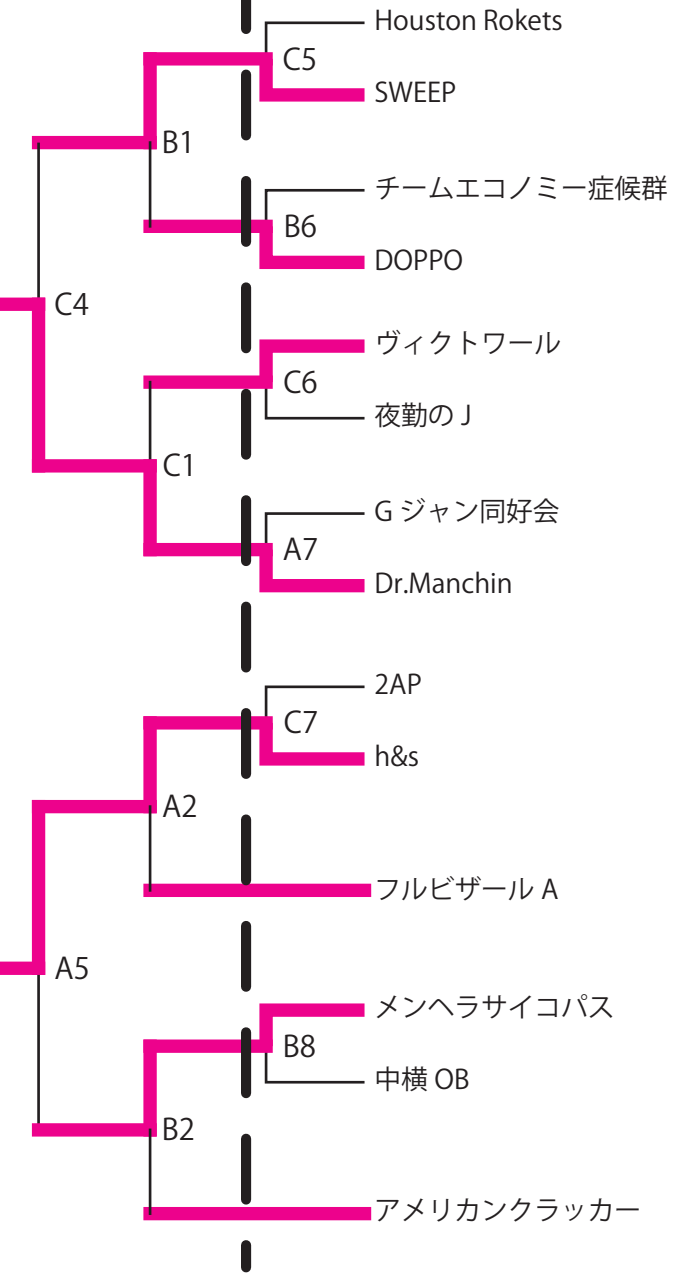 Houston Rokets
C5
SWEEP
B1
チームエコノミー症候群
B6
DOPPO
C4
ヴィクトワール
C6
夜勤の J
C1
G ジャン同好会
A7
Dr.Manchin
2AP
C7
h&s
A2
フルビザール A
A5
メンヘラサイコパス
B8
中横 OB
B2
アメリカンクラッカー